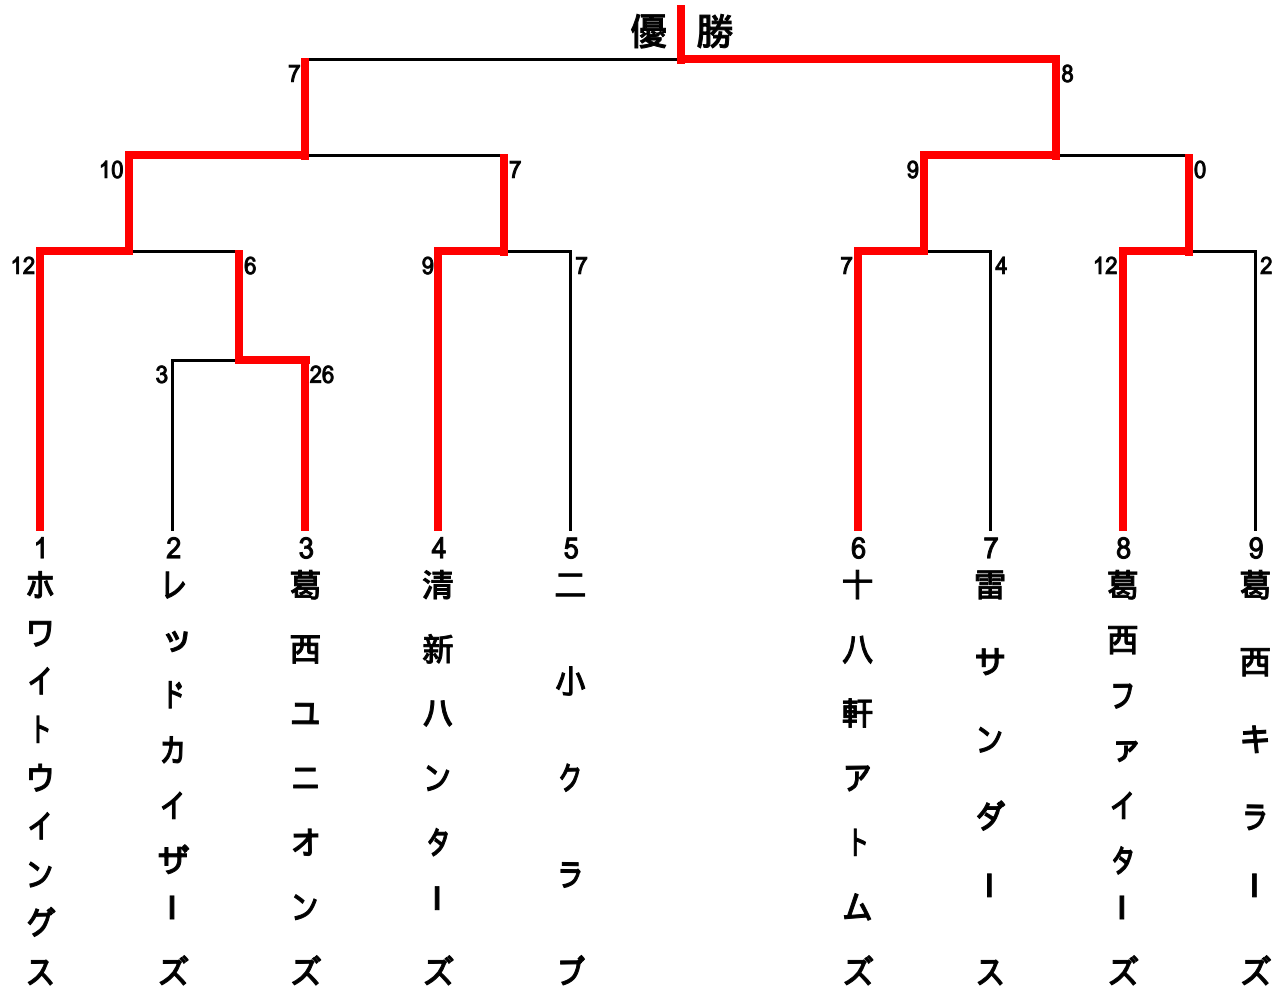 優 勝
7 8
10 7 9 0
12 6 9 7 7 4 12 2
3 26
1 2 3 4 5 6 7 8 9
ホワイトウイングス
レッドカイザーズ
葛西ユニオンズ
清新ハンターズ
二小クラブ
十八軒アトムズ
雷サンダース
葛西ファイターズ
葛西キラーズ